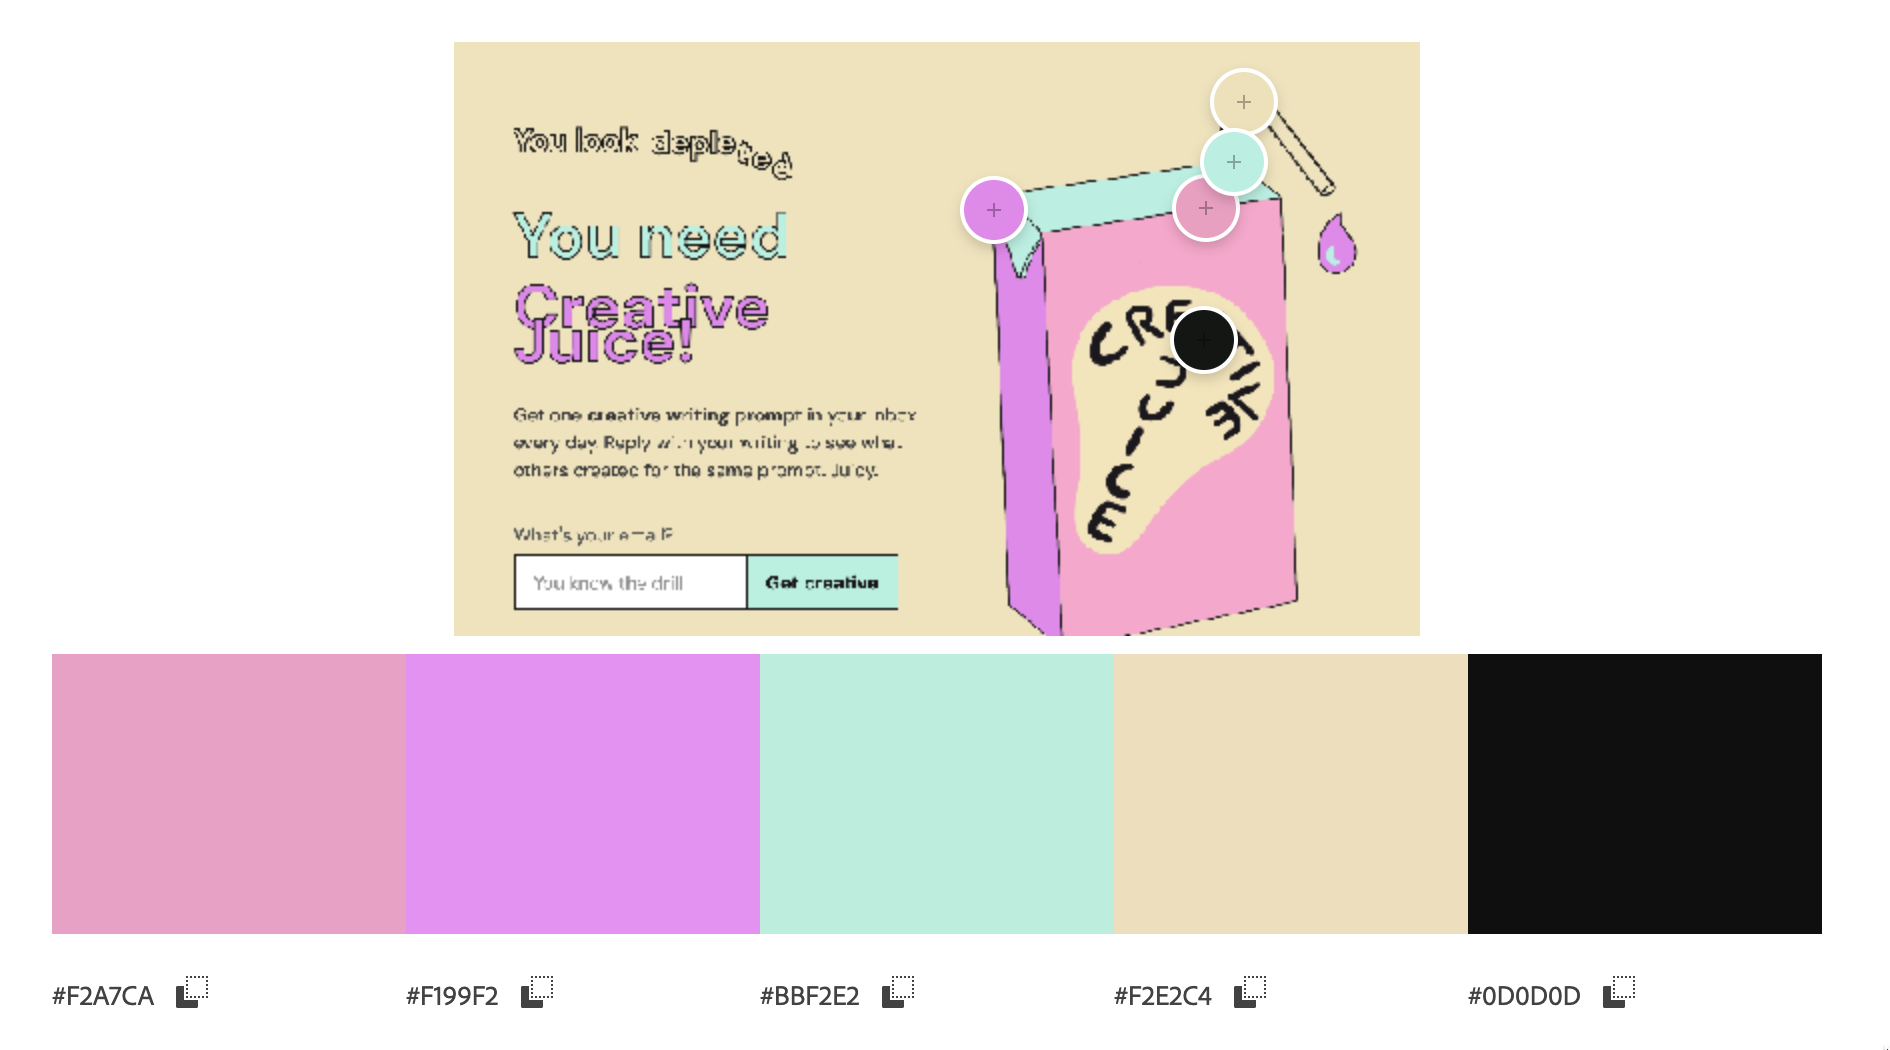 You look depleted
You need
Creative
Juice!
Get one creative writing prompt in your inbox
every day. Reply with your writing to see what
others created for the same prompt. Juicy.
What's your email?
You know the drill
Get creative
CRE TIVE
JUICE
#F2A7CA
#F199F2
#BBF2E2
#F2E2C4
#0D0D0D